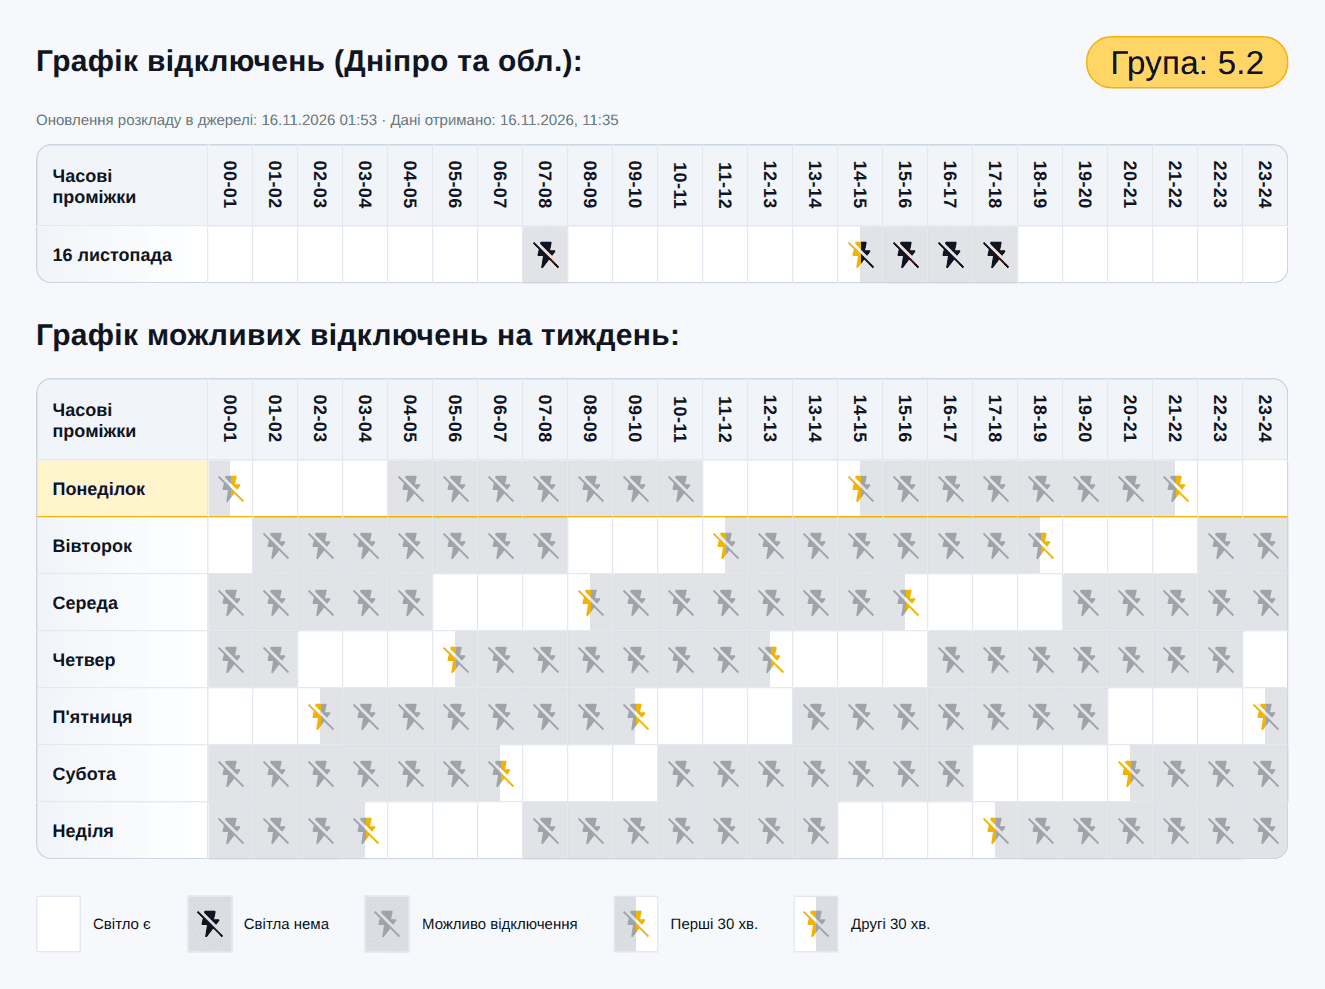 Графік відключень (Дніпро та обл.):
Група: 5.2
Оновлення розкладу в джерелі: 16.11.2026 01:53 · Дані отримано: 16.11.2026, 11:35
Часові проміжки 00-01 01-02 02-03 03-04 04-05 05-06 06-07 07-08 08-09 09-10 10-11 11-12 12-13 13-14 14-15 15-16 16-17 17-18 18-19 19-20 20-21 21-22 22-23 23-24
16 листопада
Графік можливих відключень на тиждень:
Часові проміжки 00-01 01-02 02-03 03-04 04-05 05-06 06-07 07-08 08-09 09-10 10-11 11-12 12-13 13-14 14-15 15-16 16-17 17-18 18-19 19-20 20-21 21-22 22-23 23-24
Понеділок
Вівторок
Середа
Четвер
П'ятниця
Субота
Неділя
Світло є Світла нема Можливо відключення Перші 30 хв. Другі 30 хв.